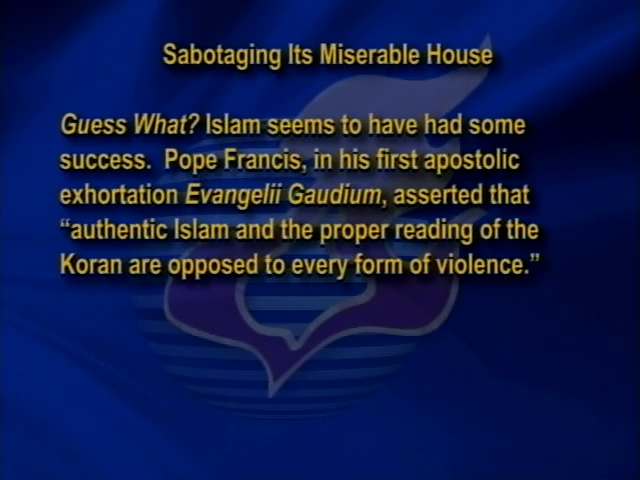 Sabotaging Its Miserable House
Guess What? Islam seems to have had some
success.  Pope Francis, in his first apostolic
exhortation Evangelii Gaudium, asserted that
“authentic Islam and the proper reading of the
Koran are opposed to every form of violence.”